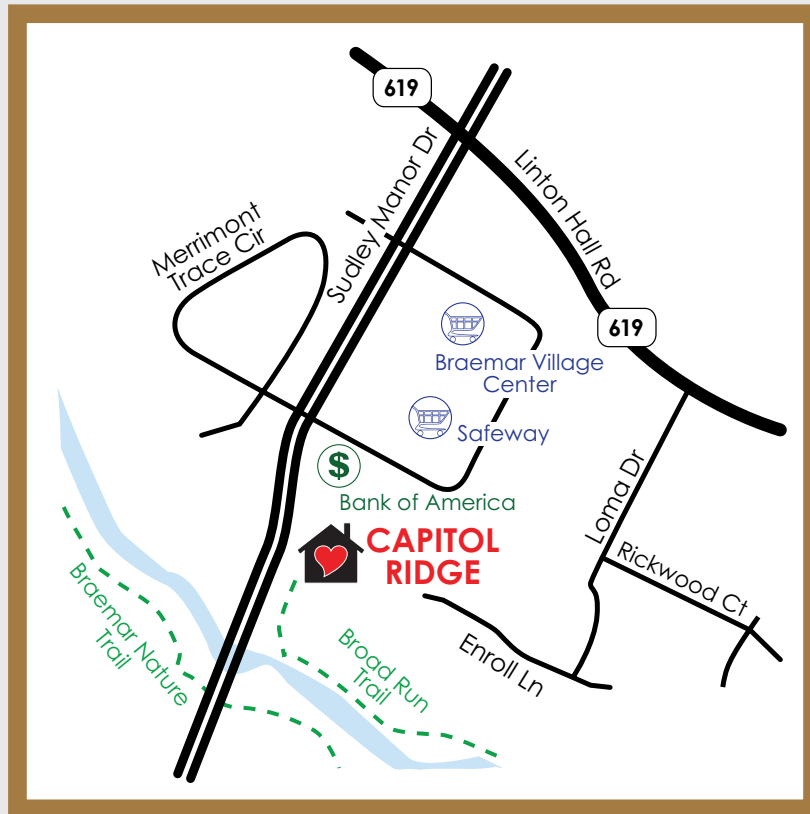 619
Sudley Manor Dr
Linton Hall Rd
Merrimont
Trace Cir
619
Braemar Village
Center
Safeway
$
Bank of America
Loma Dr
CAPITOL
RIDGE
Rickwood Ct
Braemar Nature
Trail
Broad Run
Trail
Enroll Ln